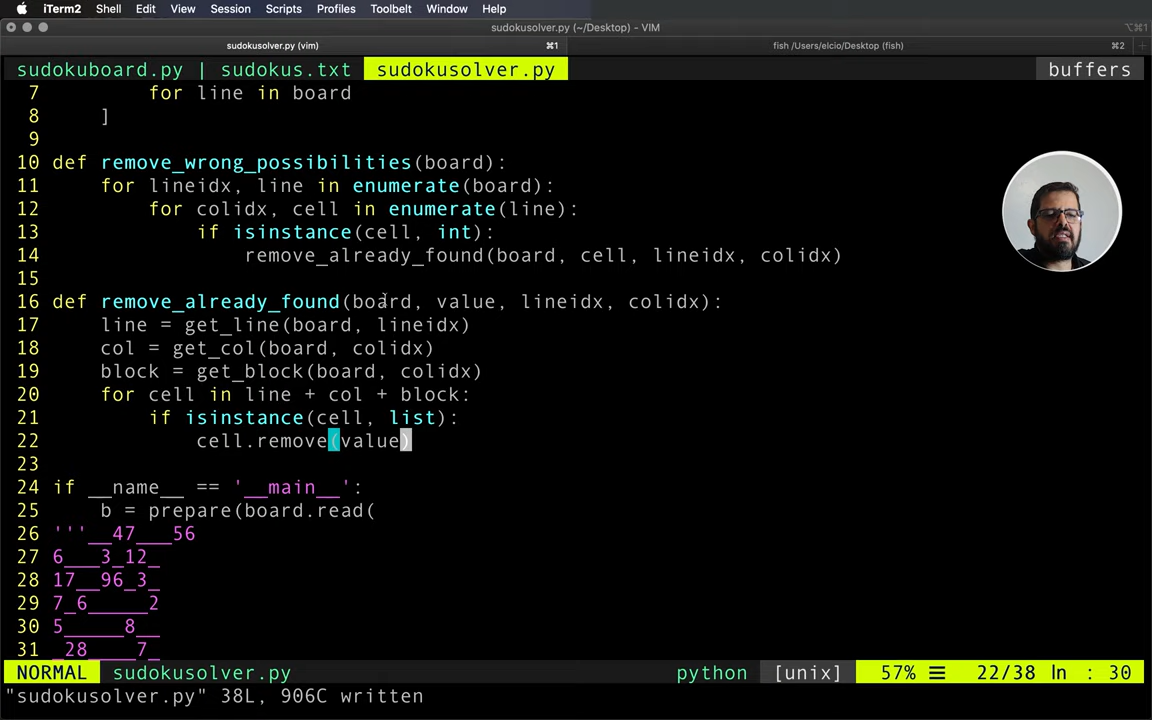 iTerm2 Shell Edit View Session Scripts Profiles Toolbelt Window Help
sudokusolver.py (~/Desktop) - VIM ⌥⌘1
sudokusolver.py (vim) ⌘1 fish /Users/elcio/Desktop (fish) ⌘2
sudokuboard.py | sudokus.txt sudokusolver.py buffers
7         for line in board
8     ]
9
10 def remove_wrong_possibilities(board):
11     for lineidx, line in enumerate(board):
12         for colidx, cell in enumerate(line):
13             if isinstance(cell, int):
14                 remove_already_found(board, cell, lineidx, colidx)
15
16 def remove_already_found(board, value, lineidx, colidx):
17     line = get_line(board, lineidx)
18     col = get_col(board, colidx)
19     block = get_block(board, colidx)
20     for cell in line + col + block:
21         if isinstance(cell, list):
22             cell.remove(value)
23
24 if __name__ == '__main__':
25     b = prepare(board.read(
26 '''__47___56
27 6___3_12_
28 17__96_3_
29 7_6_____2
30 5_____8__
31 _28____7_
NORMAL sudokusolver.py python [unix] 57% ☰ 22/38 ln : 30
"sudokusolver.py" 38L, 906C written